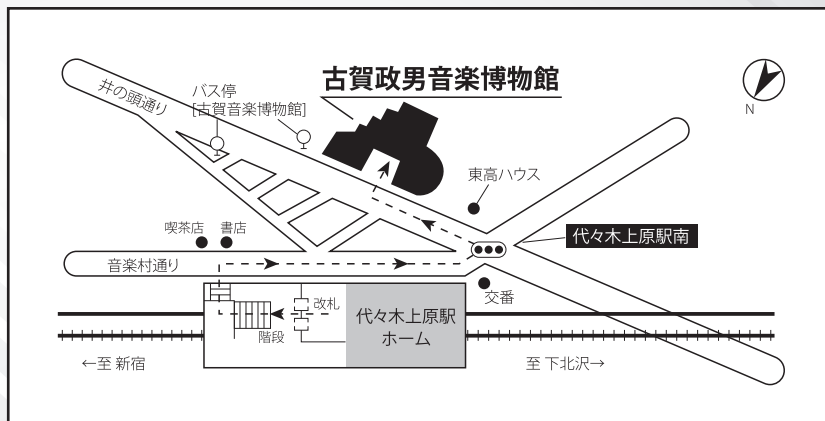 古賀政男音楽博物館
井の頭通り
バス停
[古賀音楽博物館]
N
東高ハウス
喫茶店
書店
代々木上原駅南
音楽村通り
交番
改札
階段
代々木上原駅
ホーム
←至 新宿
至 下北沢→